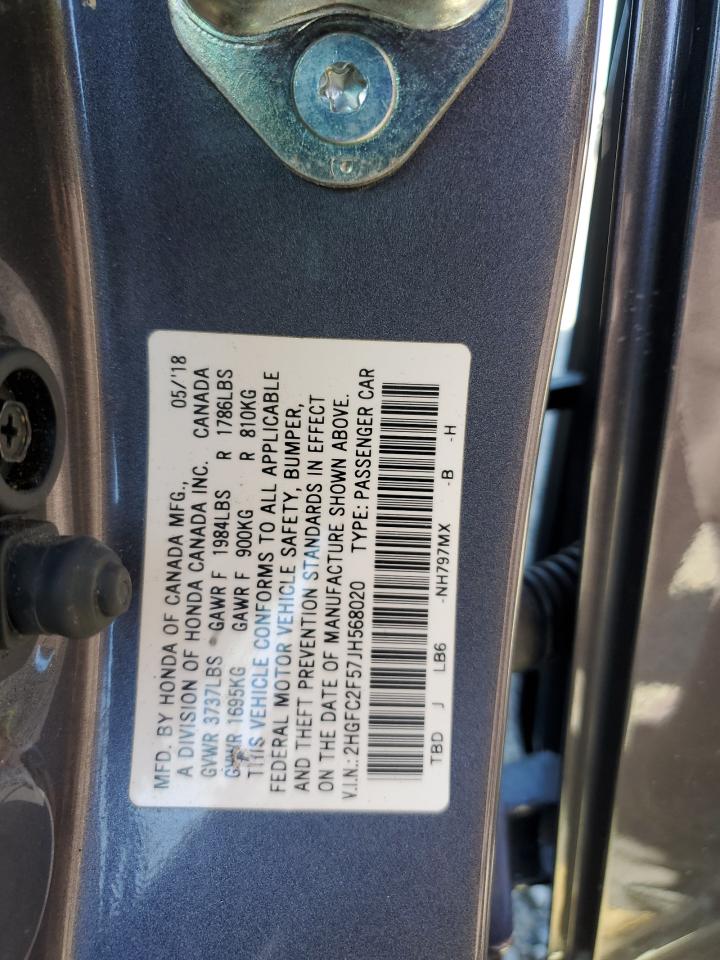 MFD. BY HONDA OF CANADA MFG., 05/'18
A DIVISION OF HONDA CANADA INC. CANADA
GVWR 3737LBS GAWR F 1984LBS R 1786LBS
GVWR 1695KG GAWR F 900KG R 810KG
THIS VEHICLE CONFORMS TO ALL APPLICABLE
FEDERAL MOTOR VEHICLE SAFETY, BUMPER,
AND THEFT PREVENTION STANDARDS IN EFFECT
ON THE DATE OF MANUFACTURE SHOWN ABOVE.
V.I.N.:2HGFC2F57JH568020 TYPE: PASSENGER CAR
TBD J LB6 -NH797MX -B -H